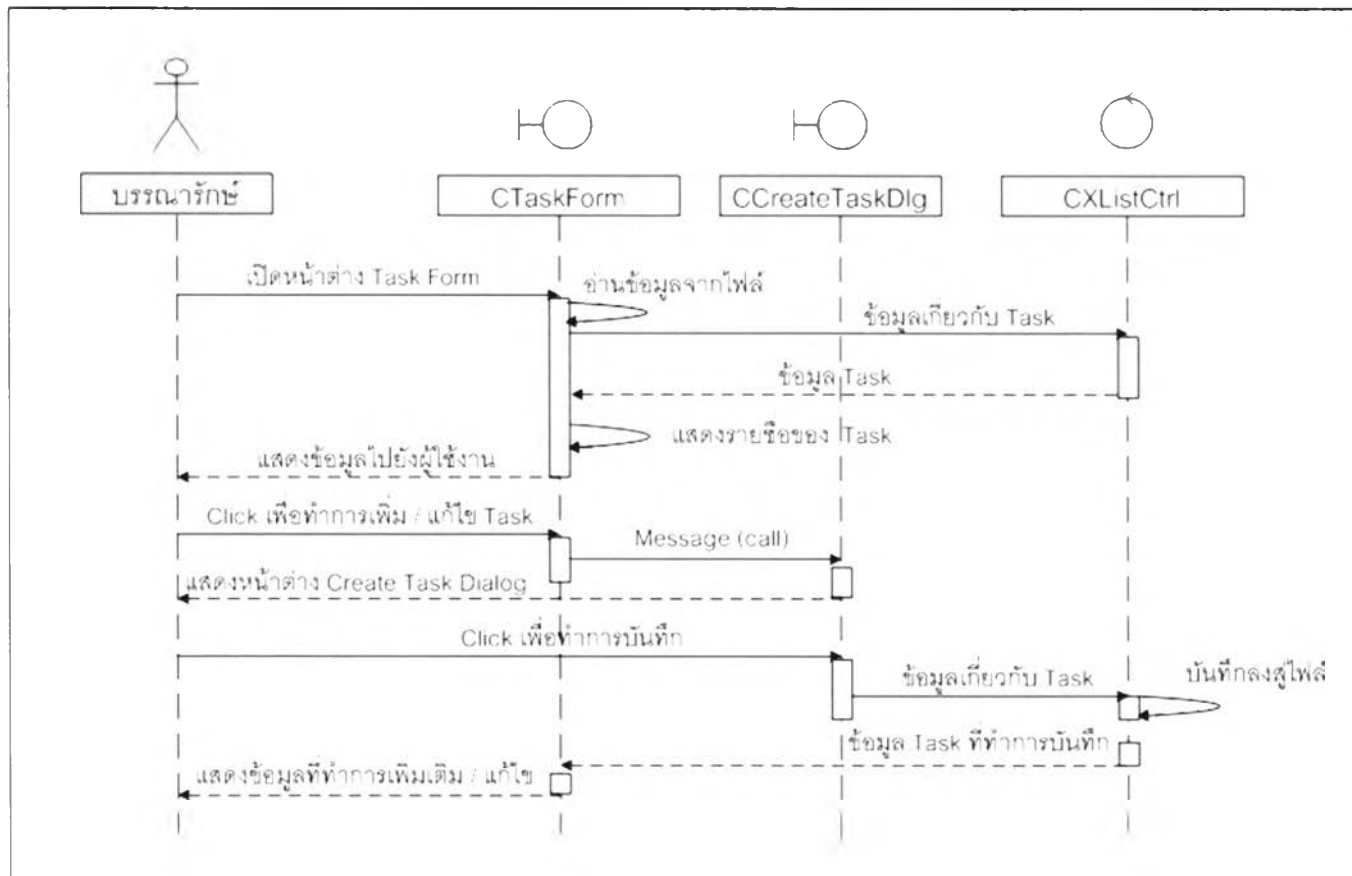 บรรณารักษ์
CTaskForm
CCreateTaskDlg
CXListCtrl
เปิดหน้าต่าง Task Form
อ่านข้อมูลจากไฟล์
ข้อมูลเกี่ยวกับ Task
ข้อมูล Task
แสดงรายชื่อของ Task
แสดงข้อมูลไปยังผู้ใช้งาน
Click เพื่อทำการเพิ่ม / แก้ไข Task
Message (call)
แสดงหน้าต่าง Create Task Dialog
Click เพื่อทำการบันทึก
ข้อมูลเกี่ยวกับ Task
บันทึกลงสู่ไฟล์
ข้อมูล Task ที่ทำการบันทึก
แสดงข้อมูลที่ทำการเพิ่มเติม / แก้ไข